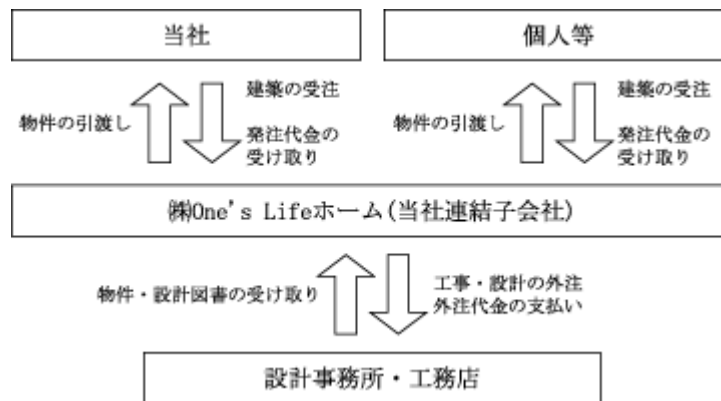 当社
個人等
物件の引渡し
建築の受注
発注代金の
受け取り
物件の引渡し
建築の受注
発注代金の
受け取り
㈱One's Lifeホーム(当社連結子会社)
物件・設計図書の受け取り
工事・設計の外注
外注代金の支払い
設計事務所・工務店